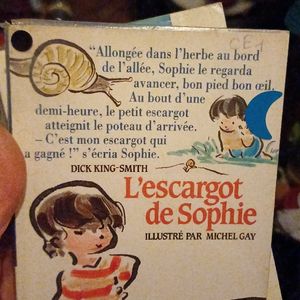 CE1
“Allongée dans l'herbe au bord
de l'allée, Sophie le regarda
avancer, bon pied bon œil.
Au bout d'une
demi-heure, le petit escargot
atteignit le poteau d'arrivée.
– C'est mon escargot qui
a gagné !” s'écria Sophie.
DICK KING-SMITH
L'escargot
de Sophie
ILLUSTRÉ PAR MICHEL GAY